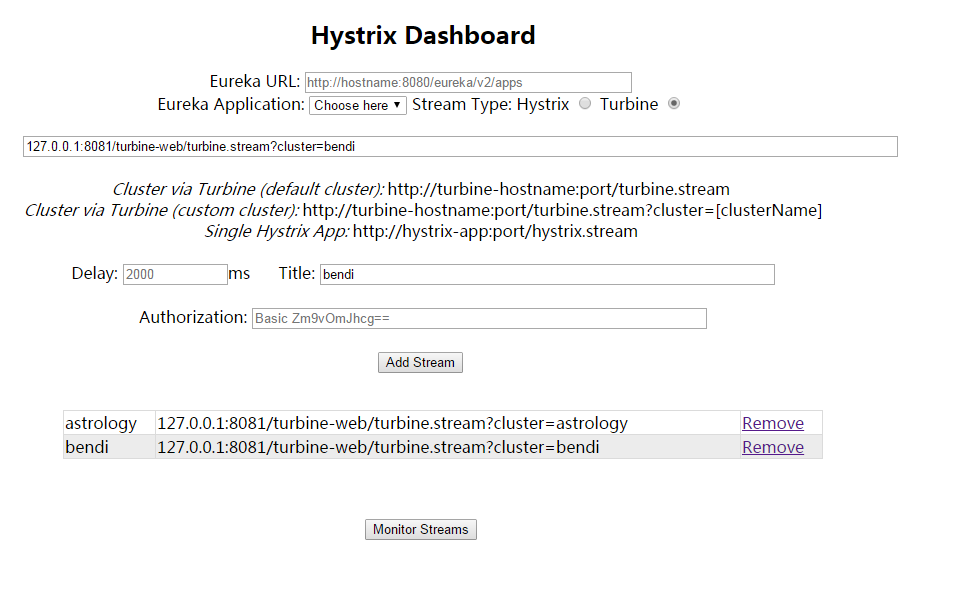 Hystrix Dashboard
Eureka URL: http://hostname:8080/eureka/v2/apps
Eureka Application: Choose here Stream Type: Hystrix Turbine
127.0.0.1:8081/turbine-web/turbine.stream?cluster=bendi
Cluster via Turbine (default cluster): http://turbine-hostname:port/turbine.stream
Cluster via Turbine (custom cluster): http://turbine-hostname:port/turbine.stream?cluster=[clusterName]
Single Hystrix App: http://hystrix-app:port/hystrix.stream
Delay: 2000 ms Title: bendi
Authorization: Basic Zm9vOmJhcg==
Add Stream
astrology 127.0.0.1:8081/turbine-web/turbine.stream?cluster=astrology Remove
bendi 127.0.0.1:8081/turbine-web/turbine.stream?cluster=bendi Remove
Monitor Streams